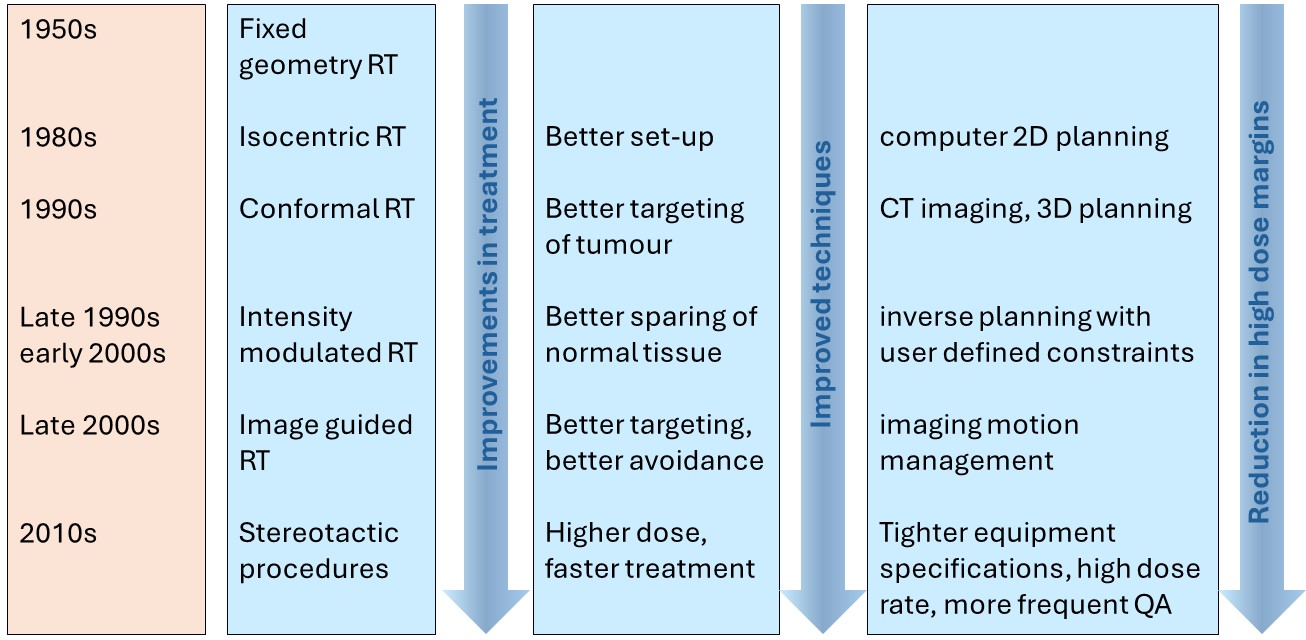 1950s
Fixed
geometry RT
1980s
Isocentric RT
Better set-up
computer 2D planning
1990s
Conformal RT
Better targeting
of tumour
CT imaging, 3D planning
Late 1990s
early 2000s
Intensity
modulated RT
Better sparing of
normal tissue
inverse planning with
user defined constraints
Late 2000s
Image guided
RT
Better targeting,
better avoidance
imaging motion
management
2010s
Stereotactic
procedures
Higher dose,
faster treatment
Tighter equipment
specifications, high dose
rate, more frequent QA
Improvements in treatment
Improved techniques
Reduction in high dose margins